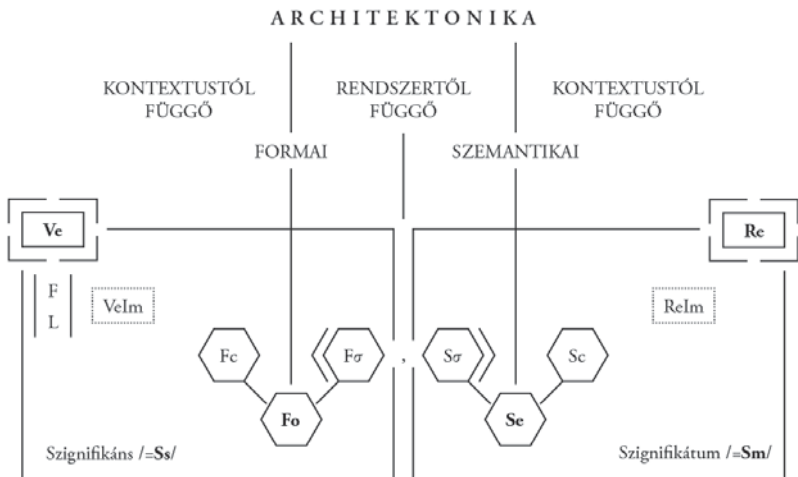 ARCHITEKTONIKA
KONTEXTUSTÓL
FÜGGŐ
RENDSZERTŐL
FÜGGŐ
KONTEXTUSTÓL
FÜGGŐ
FORMAI
SZEMANTIKAI
Ve
Re
F
L
VeIm
ReIm
Fc
Fσ
,
Sσ
Sc
Fo
Se
Szignifikáns /=Ss/
Szignifikátum /=Sm/